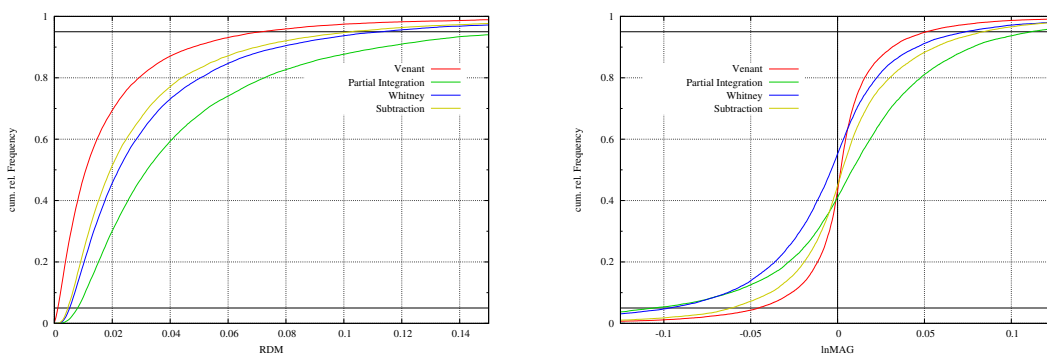 1
0.8
0.6
0.4
0.2
0
cum. rel. Frequency
Venant
Partial Integration
Whitney
Subtraction
0
0.02
0.04
0.06
0.08
0.1
0.12
0.14
RDM
1
0.8
0.6
0.4
0.2
0
cum. rel. Frequency
Venant
Partial Integration
Whitney
Subtraction
-0.1
-0.05
0
0.05
0.1
lnMAG